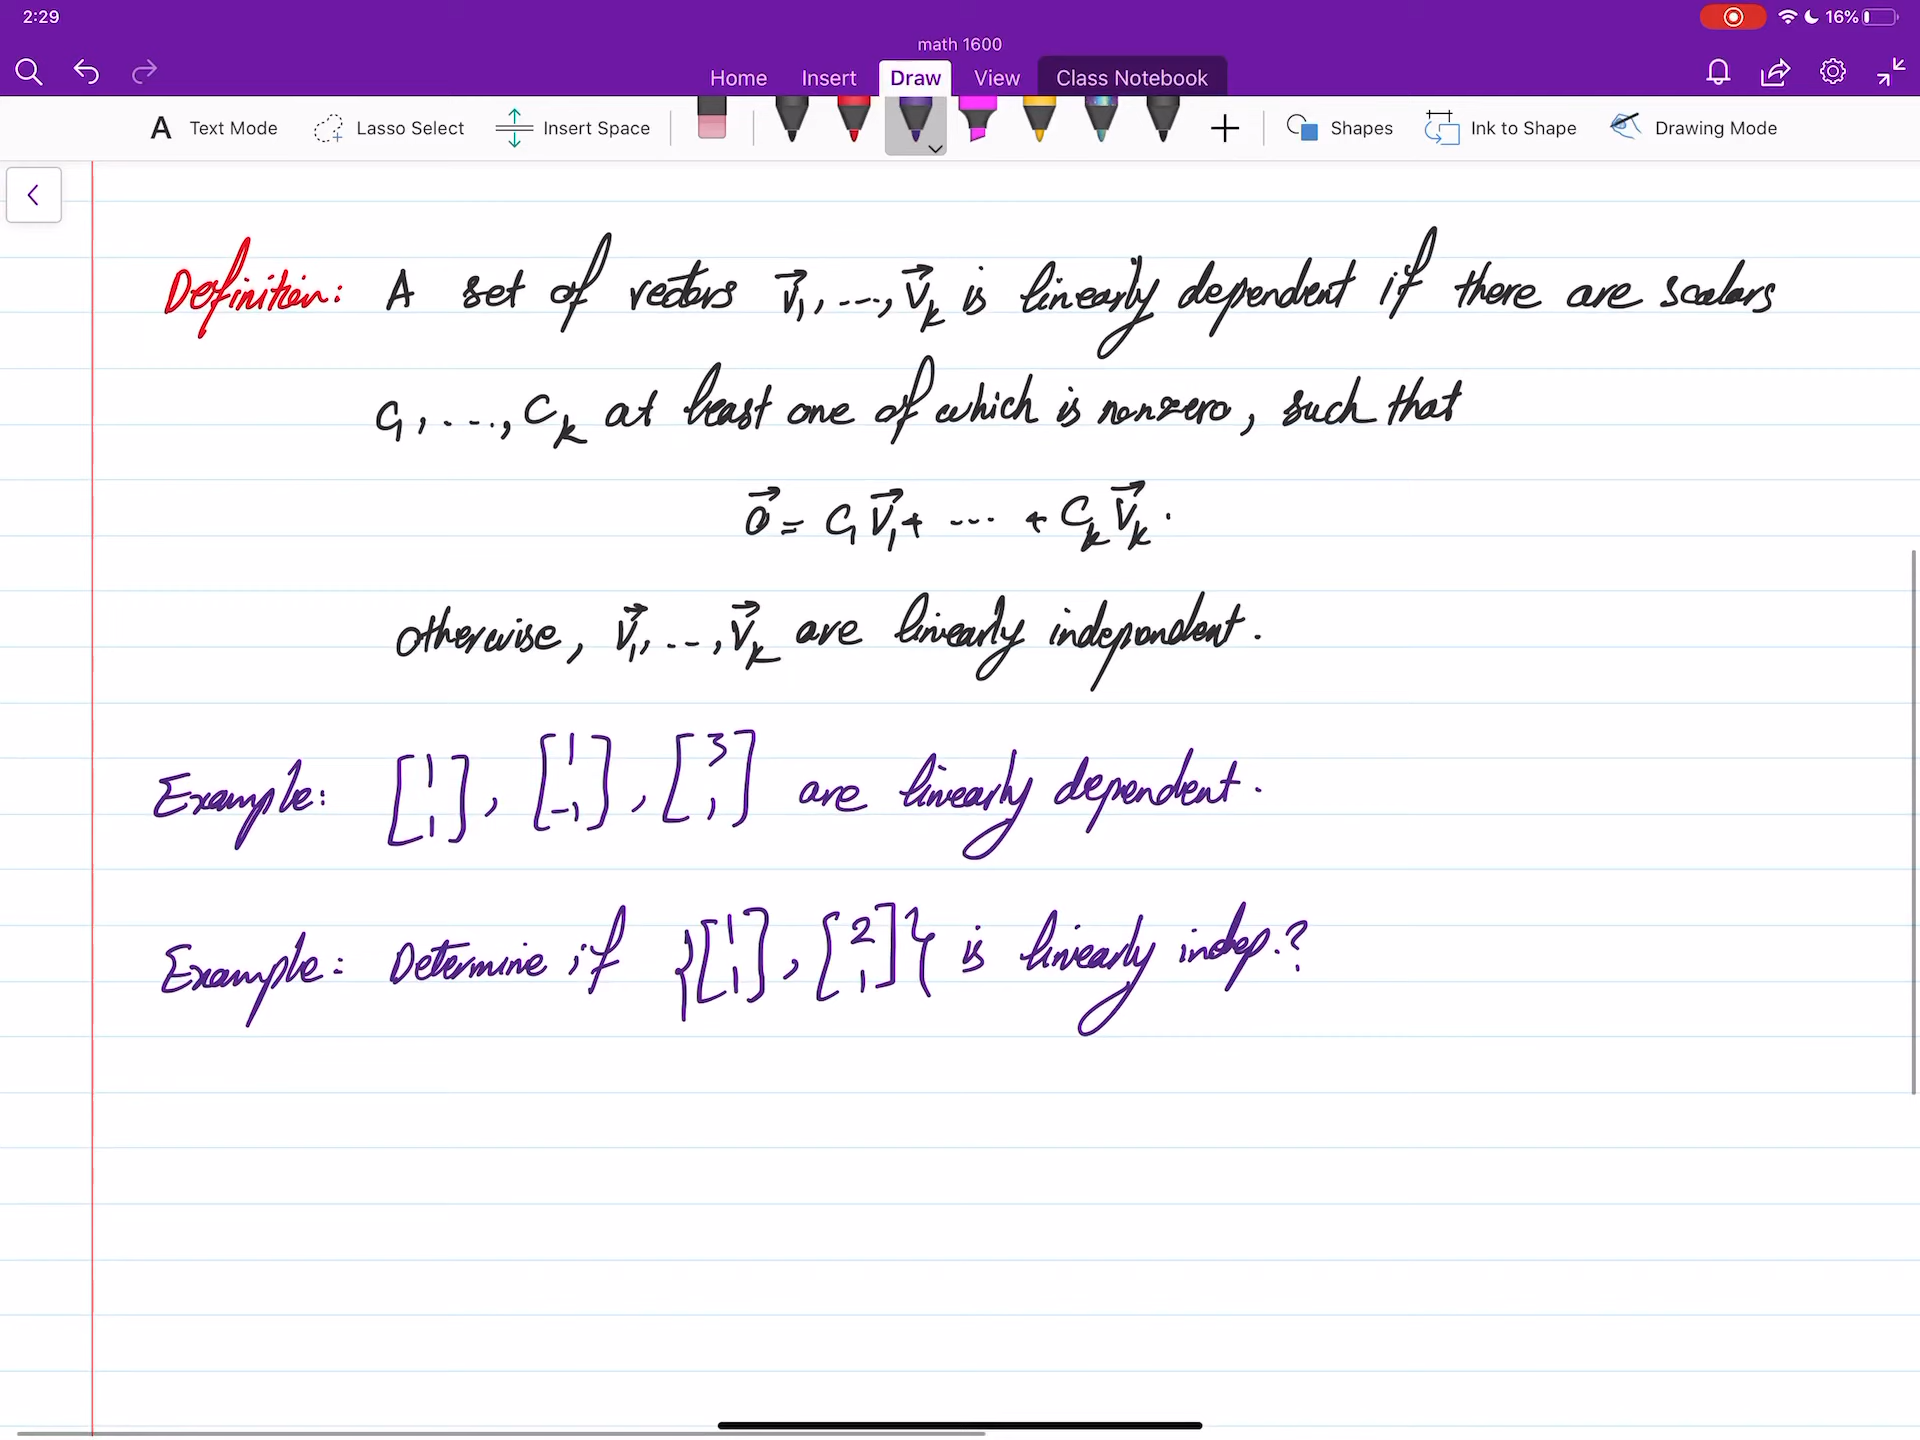 2:29
16%
math 1600
Home Insert Draw View Class Notebook
A Text Mode Lasso Select Insert Space Shapes Ink to Shape Drawing Mode
Definition: A set of vectors v⃗₁, ..., v⃗ₖ is linearly dependent if there are scalars
c₁, ..., cₖ at least one of which is nonzero, such that
0⃗ = c₁v⃗₁ + ... + cₖv⃗ₖ.
otherwise, v⃗₁, ..., v⃗ₖ are linearly independent.
Example: [1 1], [1 -1], [3 1] are linearly dependent.
Example: Determine if {[1 1], [2 1]} is linearly indep.?